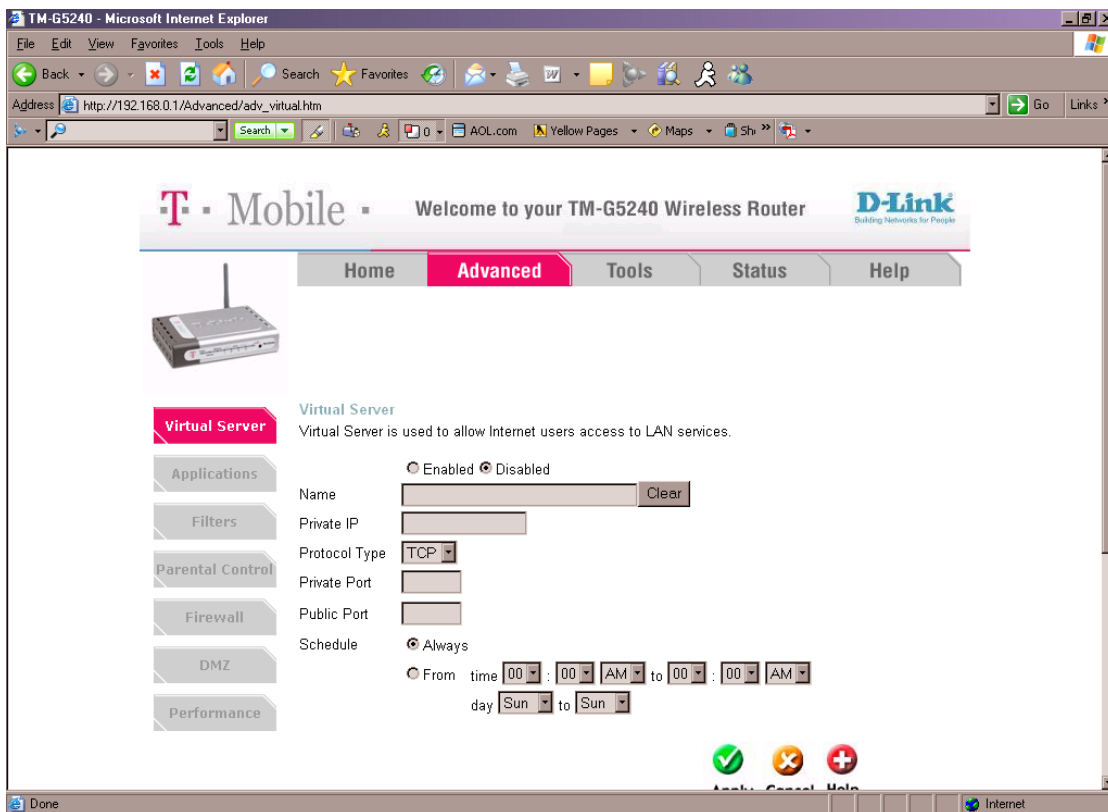 TM-G5240 - Microsoft Internet Explorer
File Edit View Favorites Tools Help
Back Search Favorites
Address http://192.168.0.1/Advanced/adv_virtual.htm Go Links
Search 0 AOL.com Yellow Pages Maps Sh
T · Mobile · Welcome to your TM-G5240 Wireless Router D-Link
Building Networks for People
Home Advanced Tools Status Help
Virtual Server
Virtual Server is used to allow Internet users access to LAN services.
Virtual Server
Applications
Filters
Parental Control
Firewall
DMZ
Performance
Enabled Disabled
Name Clear
Private IP
Protocol Type TCP
Private Port
Public Port
Schedule Always
From time 00 : 00 AM to 00 : 00 AM
day Sun to Sun
Apply Cancel Help
Done Internet